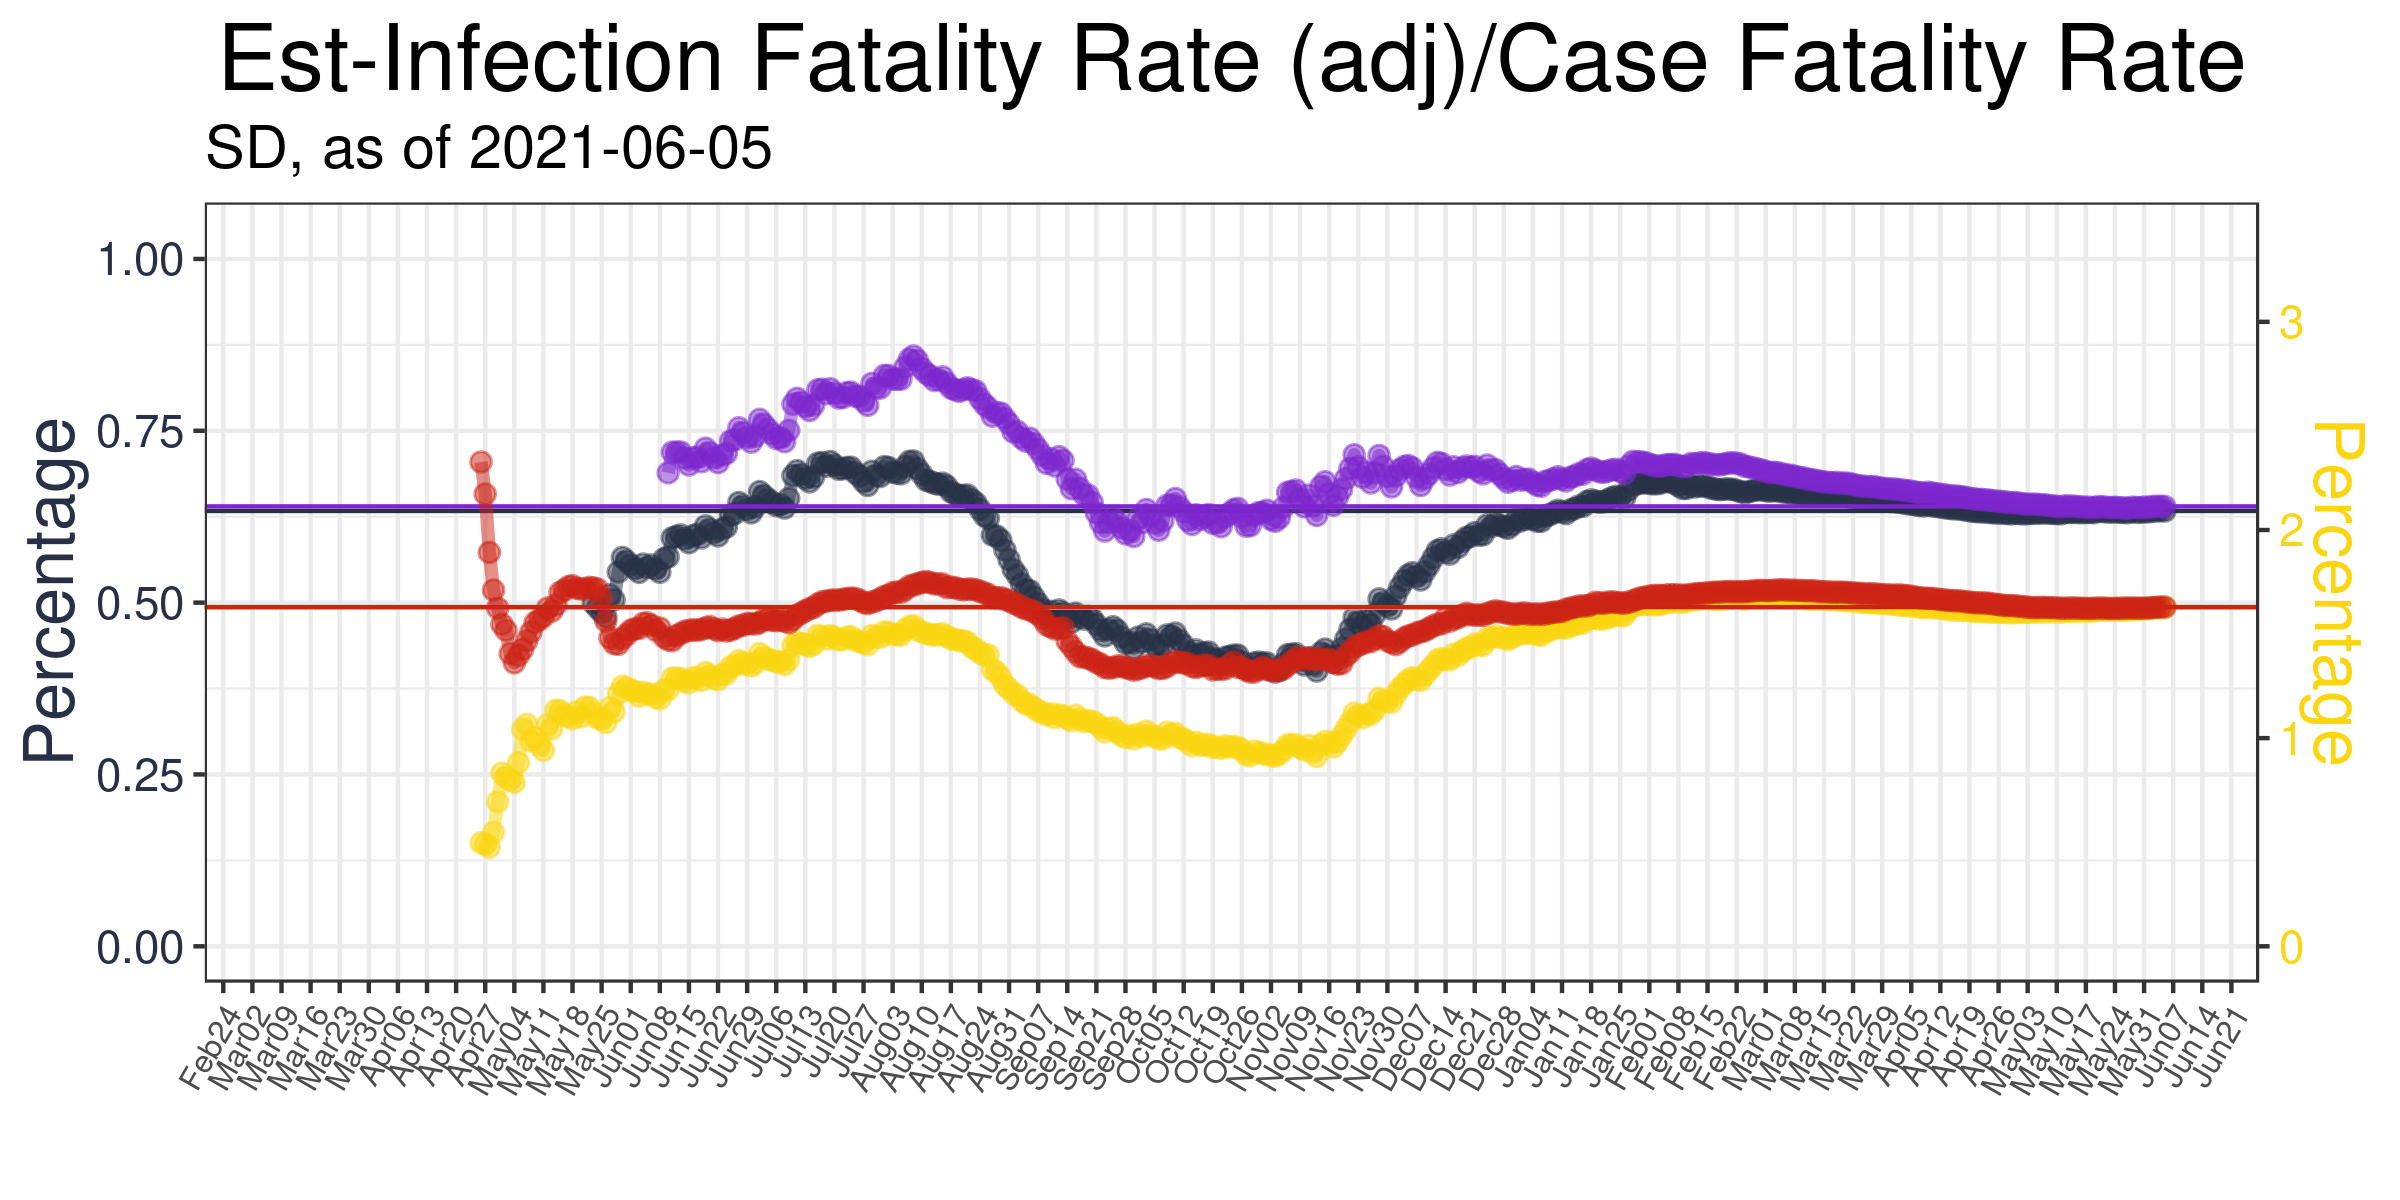 Est-Infection Fatality Rate (adj)/Case Fatality Rate
SD, as of 2021-06-05
Percentage
1.00
0.75
0.50
0.25
0.00
3
2
1
0
Percentage
Feb24
Mar02
Mar09
Mar16
Mar23
Mar30
Apr06
Apr13
Apr20
Apr27
May04
May11
May18
May25
Jun01
Jun08
Jun15
Jun22
Jun29
Jul06
Jul13
Jul20
Jul27
Aug03
Aug10
Aug17
Aug24
Aug31
Sep07
Sep14
Sep21
Sep28
Oct05
Oct12
Oct19
Oct26
Nov02
Nov09
Nov16
Nov23
Nov30
Dec07
Dec14
Dec21
Dec28
Jan04
Jan11
Jan18
Jan25
Feb01
Feb08
Feb15
Feb22
Mar01
Mar08
Mar15
Mar22
Mar29
Apr05
Apr12
Apr19
Apr26
May03
May10
May17
May24
May31
Jun07
Jun14
Jun21